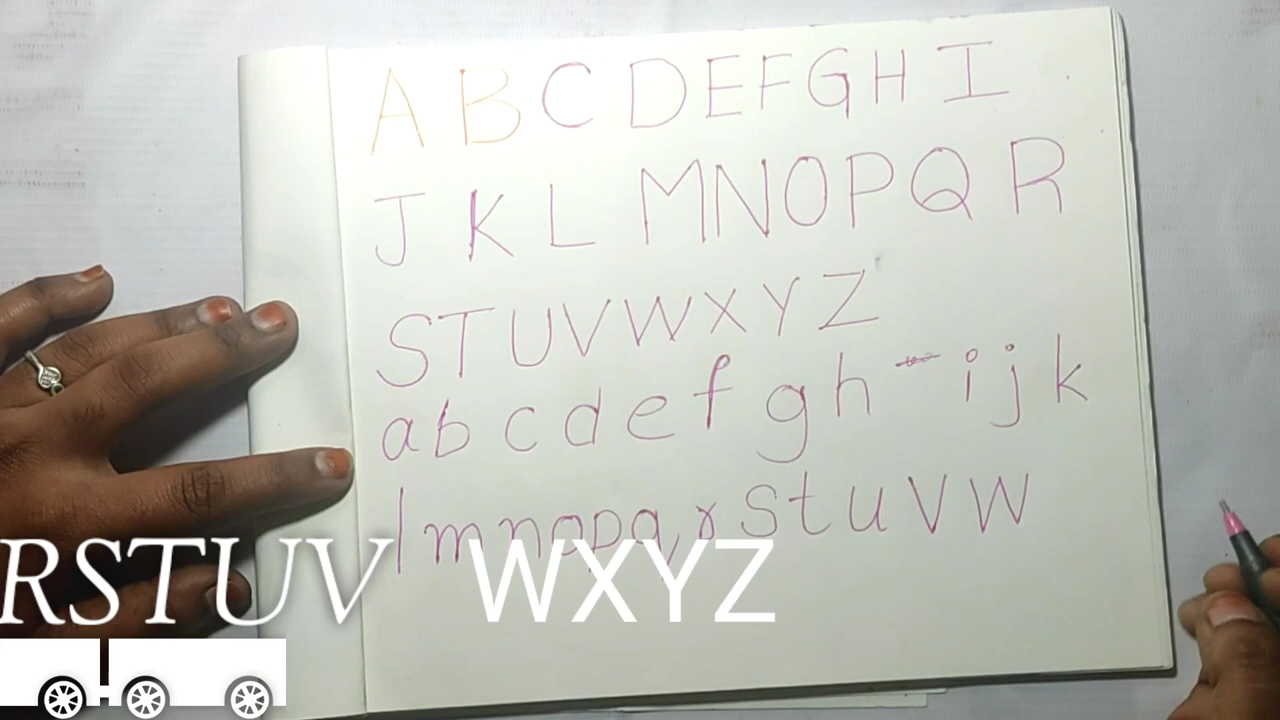 A B C D E F G H I
J K L M N O P Q R
S T U V W X Y Z
a b c d e f g h i j k
l m n o p q r s t u v w
RSTUV WXYZ